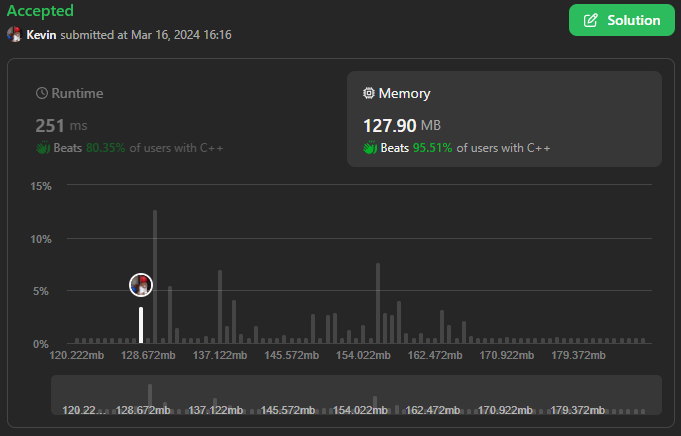 Accepted
Kevin submitted at Mar 16, 2024 16:16
Solution
Runtime
251 ms
Beats 80.35% of users with C++
Memory
127.90 MB
Beats 95.51% of users with C++
15%
10%
5%
0%
120.222mb 128.672mb 137.122mb 145.572mb 154.022mb 162.472mb 170.922mb 179.372mb
120.22... 128.672mb 137.122mb 145.572mb 154.022mb 162.472mb 170.922mb 179.372mb